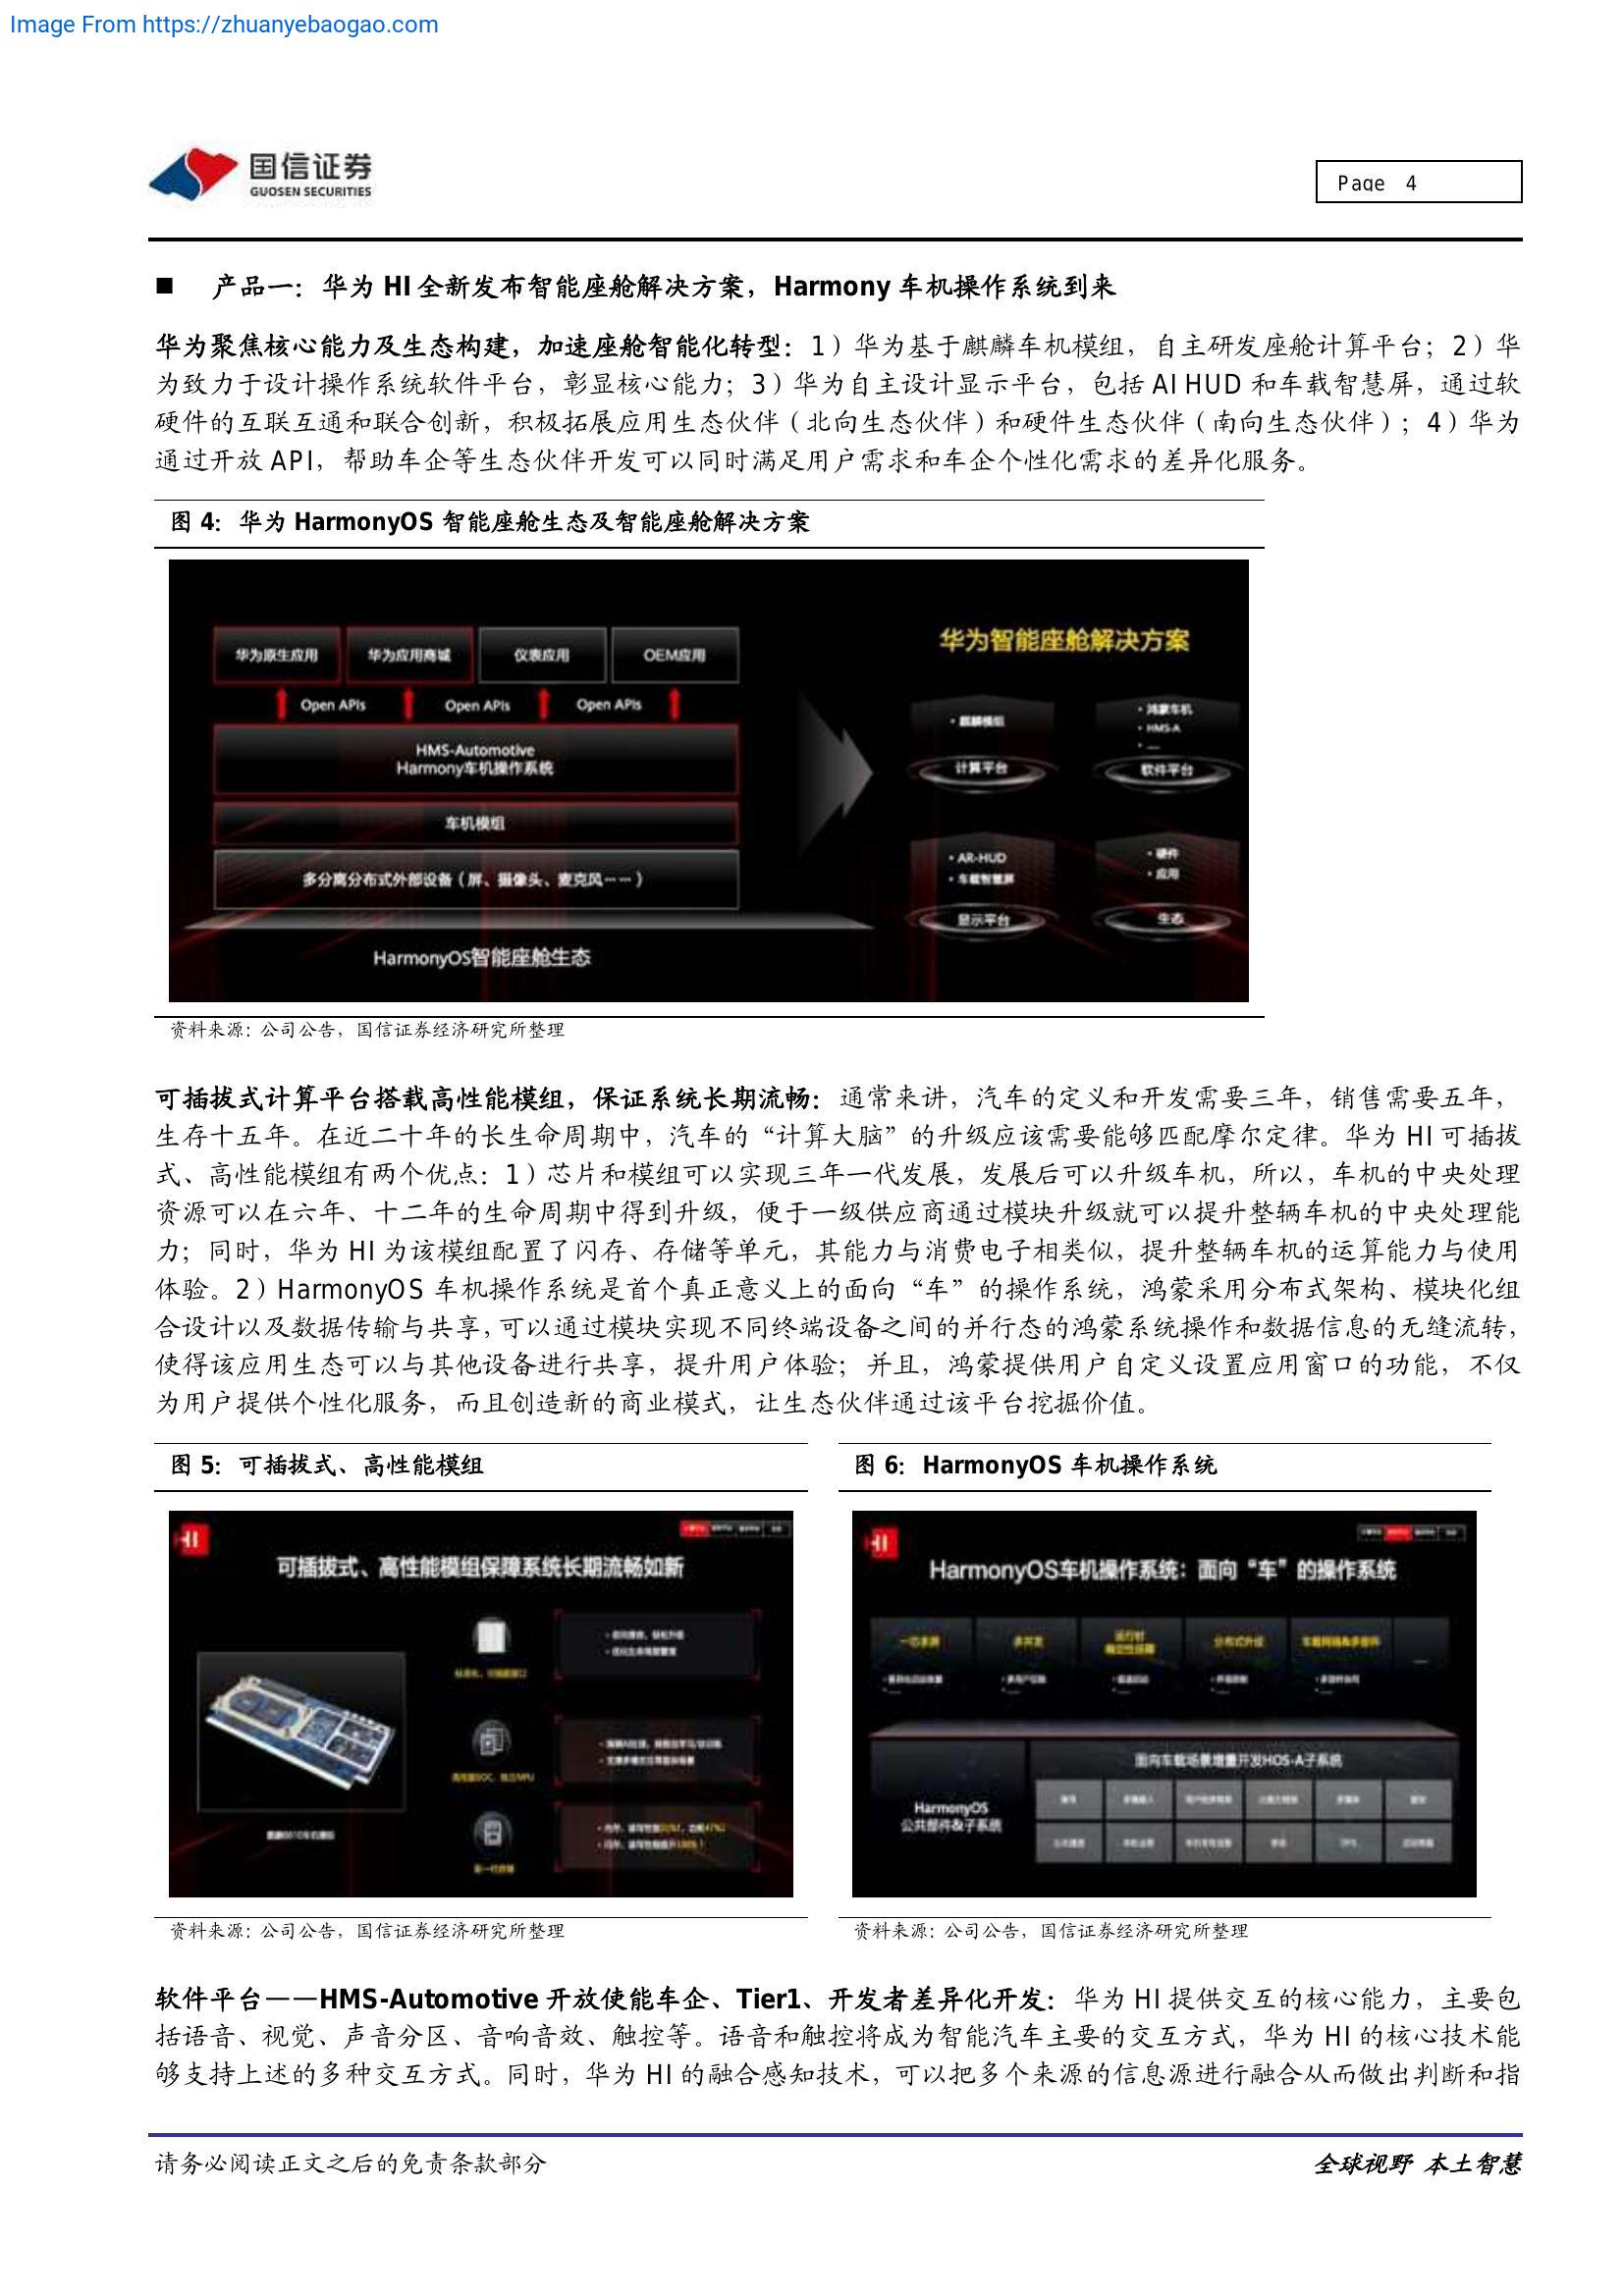 Image From https://zhuanyebaogao.com
国信证券
GUOSEN SECURITIES
Page 4
■ 产品一：华为 HI 全新发布智能座舱解决方案，Harmony 车机操作系统到来
华为聚焦核心能力及生态构建，加速座舱智能化转型：1）华为基于麒麟车机模组，自主研发座舱计算平台；2）华
为致力于设计操作系统软件平台，彰显核心能力；3）华为自主设计显示平台，包括 AI HUD 和车载智慧屏，通过软
硬件的互联互通和联合创新，积极拓展应用生态伙伴（北向生态伙伴）和硬件生态伙伴（南向生态伙伴）；4）华为
通过开放 API，帮助车企等生态伙伴开发可以同时满足用户需求和车企个性化需求的差异化服务。
图 4：华为 HarmonyOS 智能座舱生态及智能座舱解决方案
华为原生应用 华为应用商城 仪表应用 OEM应用
Open APIs Open APIs Open APIs
HMS-Automotive
Harmony车机操作系统
车机模组
多分离分布式外部设备（屏、摄像头、麦克风……）
HarmonyOS智能座舱生态
华为智能座舱解决方案
· 麒麟模组
计算平台
· 鸿蒙车机
· HMS-A
· ...
软件平台
· AR-HUD
· 车载智慧屏
显示平台
· 硬件
· 应用
生态
资料来源：公司公告，国信证券经济研究所整理
可插拔式计算平台搭载高性能模组，保证系统长期流畅：通常来讲，汽车的定义和开发需要三年，销售需要五年，
生存十五年。在近二十年的长生命周期中，汽车的“计算大脑”的升级应该需要能够匹配摩尔定律。华为 HI 可插拔
式、高性能模组有两个优点：1）芯片和模组可以实现三年一代发展，发展后可以升级车机，所以，车机的中央处理
资源可以在六年、十二年的生命周期中得到升级，便于一级供应商通过模块升级就可以提升整辆车机的中央处理能
力；同时，华为 HI 为该模组配置了闪存、存储等单元，其能力与消费电子相类似，提升整辆车机的运算能力与使用
体验。2）HarmonyOS 车机操作系统是首个真正意义上的面向“车”的操作系统，鸿蒙采用分布式架构、模块化组
合设计以及数据传输与共享，可以通过模块实现不同终端设备之间的并行态的鸿蒙系统操作和数据信息的无缝流转，
使得该应用生态可以与其他设备进行共享，提升用户体验；并且，鸿蒙提供用户自定义设置应用窗口的功能，不仅
为用户提供个性化服务，而且创造新的商业模式，让生态伙伴通过该平台挖掘价值。
图 5：可插拔式、高性能模组
HI
可插拔式、高性能模组保障系统长期流畅如新
资料来源：公司公告，国信证券经济研究所整理
图 6：HarmonyOS 车机操作系统
HI
HarmonyOS车机操作系统：面向“车”的操作系统
一芯多屏 多并发 运行时 分布式外设
面向车载场景增量开发HOS-A子系统
HarmonyOS
公共部件&子系统
资料来源：公司公告，国信证券经济研究所整理
软件平台——HMS-Automotive 开放使能车企、Tier1、开发者差异化开发：华为 HI 提供交互的核心能力，主要包
括语音、视觉、声音分区、音响音效、触控等。语音和触控将成为智能汽车主要的交互方式，华为 HI 的核心技术能
够支持上述的多种交互方式。同时，华为 HI 的融合感知技术，可以把多个来源的信息源进行融合从而做出判断和指
请务必阅读正文之后的免责条款部分
全球视野 本土智慧